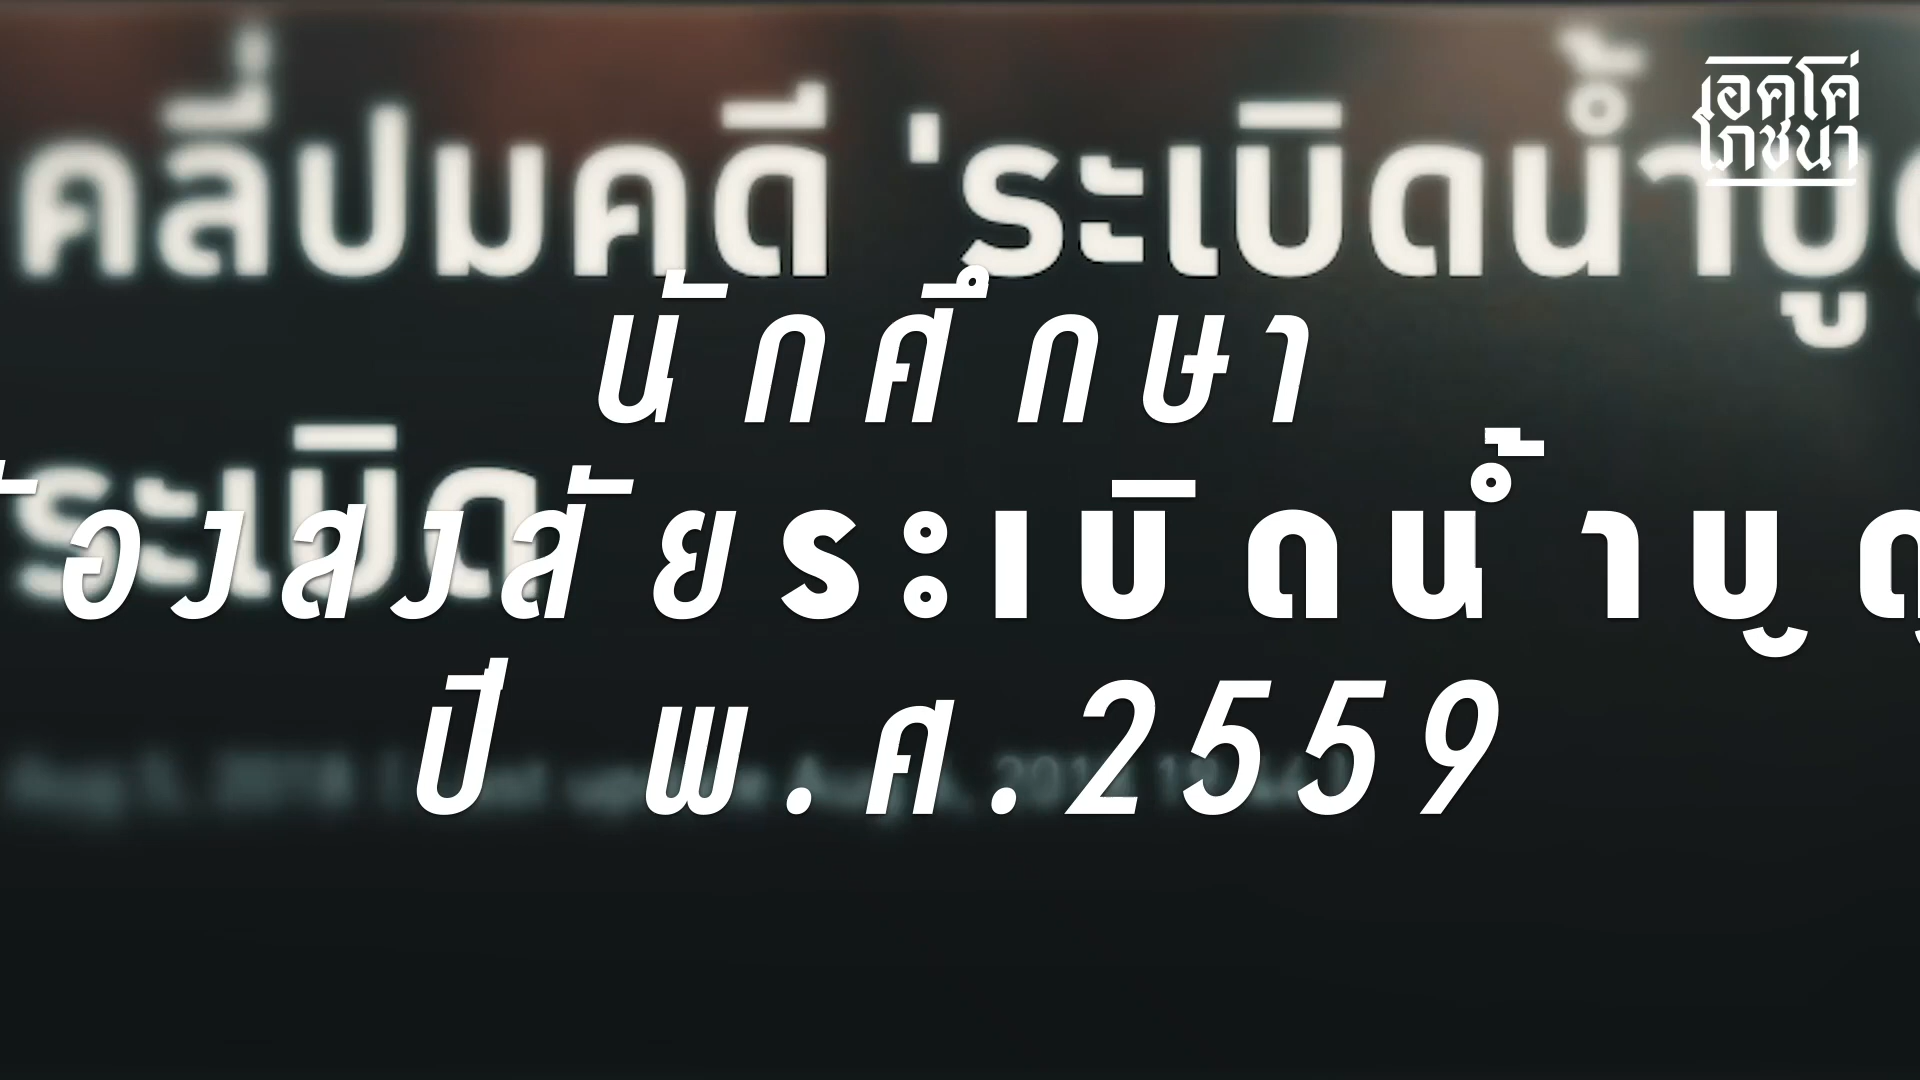 เอคโค่
โภชนา
คลี่ปมคดี 'ระเบิดน้ำบูดู
ระเบิด
นักศึกษา
ต้องสงสัยระเบิดน้ำบูดู
ปี พ.ศ.2559